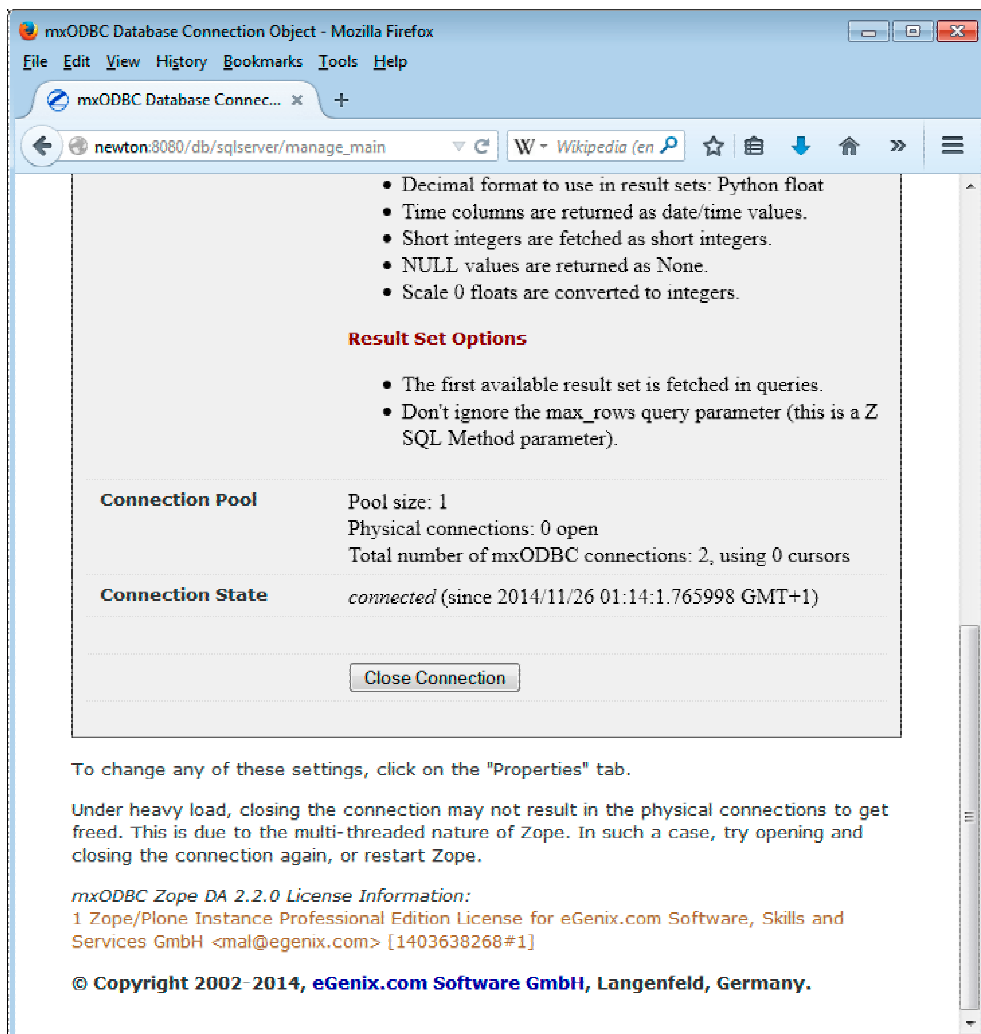 mxODBC Database Connection Object - Mozilla Firefox
File Edit View History Bookmarks Tools Help
mxODBC Database Connec... × +
newton:8080/db/sqlserver/manage_main W Wikipedia (en
• Decimal format to use in result sets: Python float
• Time columns are returned as date/time values.
• Short integers are fetched as short integers.
• NULL values are returned as None.
• Scale 0 floats are converted to integers.
Result Set Options
• The first available result set is fetched in queries.
• Don't ignore the max_rows query parameter (this is a Z
SQL Method parameter).
Connection Pool Pool size: 1
Physical connections: 0 open
Total number of mxODBC connections: 2, using 0 cursors
Connection State connected (since 2014/11/26 01:14:1.765998 GMT+1)
Close Connection
To change any of these settings, click on the "Properties" tab.
Under heavy load, closing the connection may not result in the physical connections to get
freed. This is due to the multi-threaded nature of Zope. In such a case, try opening and
closing the connection again, or restart Zope.
mxODBC Zope DA 2.2.0 License Information:
1 Zope/Plone Instance Professional Edition License for eGenix.com Software, Skills and
Services GmbH <mal@egenix.com> [1403638268#1]
© Copyright 2002-2014, eGenix.com Software GmbH, Langenfeld, Germany.